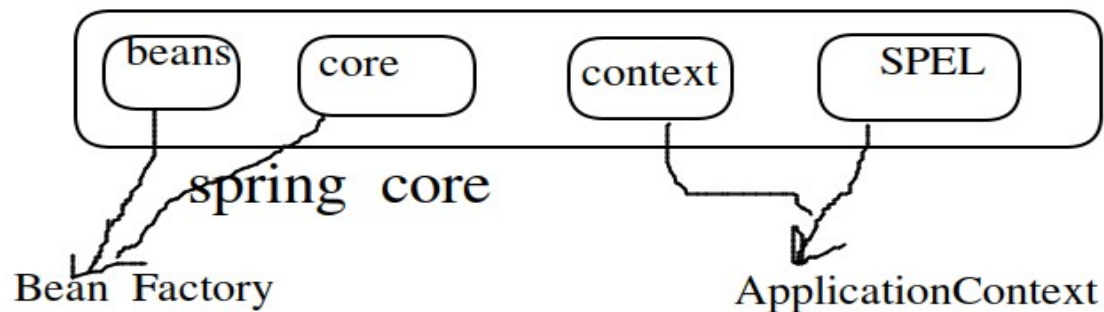 beans
core
context
SPEL
spring core
Bean Factory
ApplicationContext